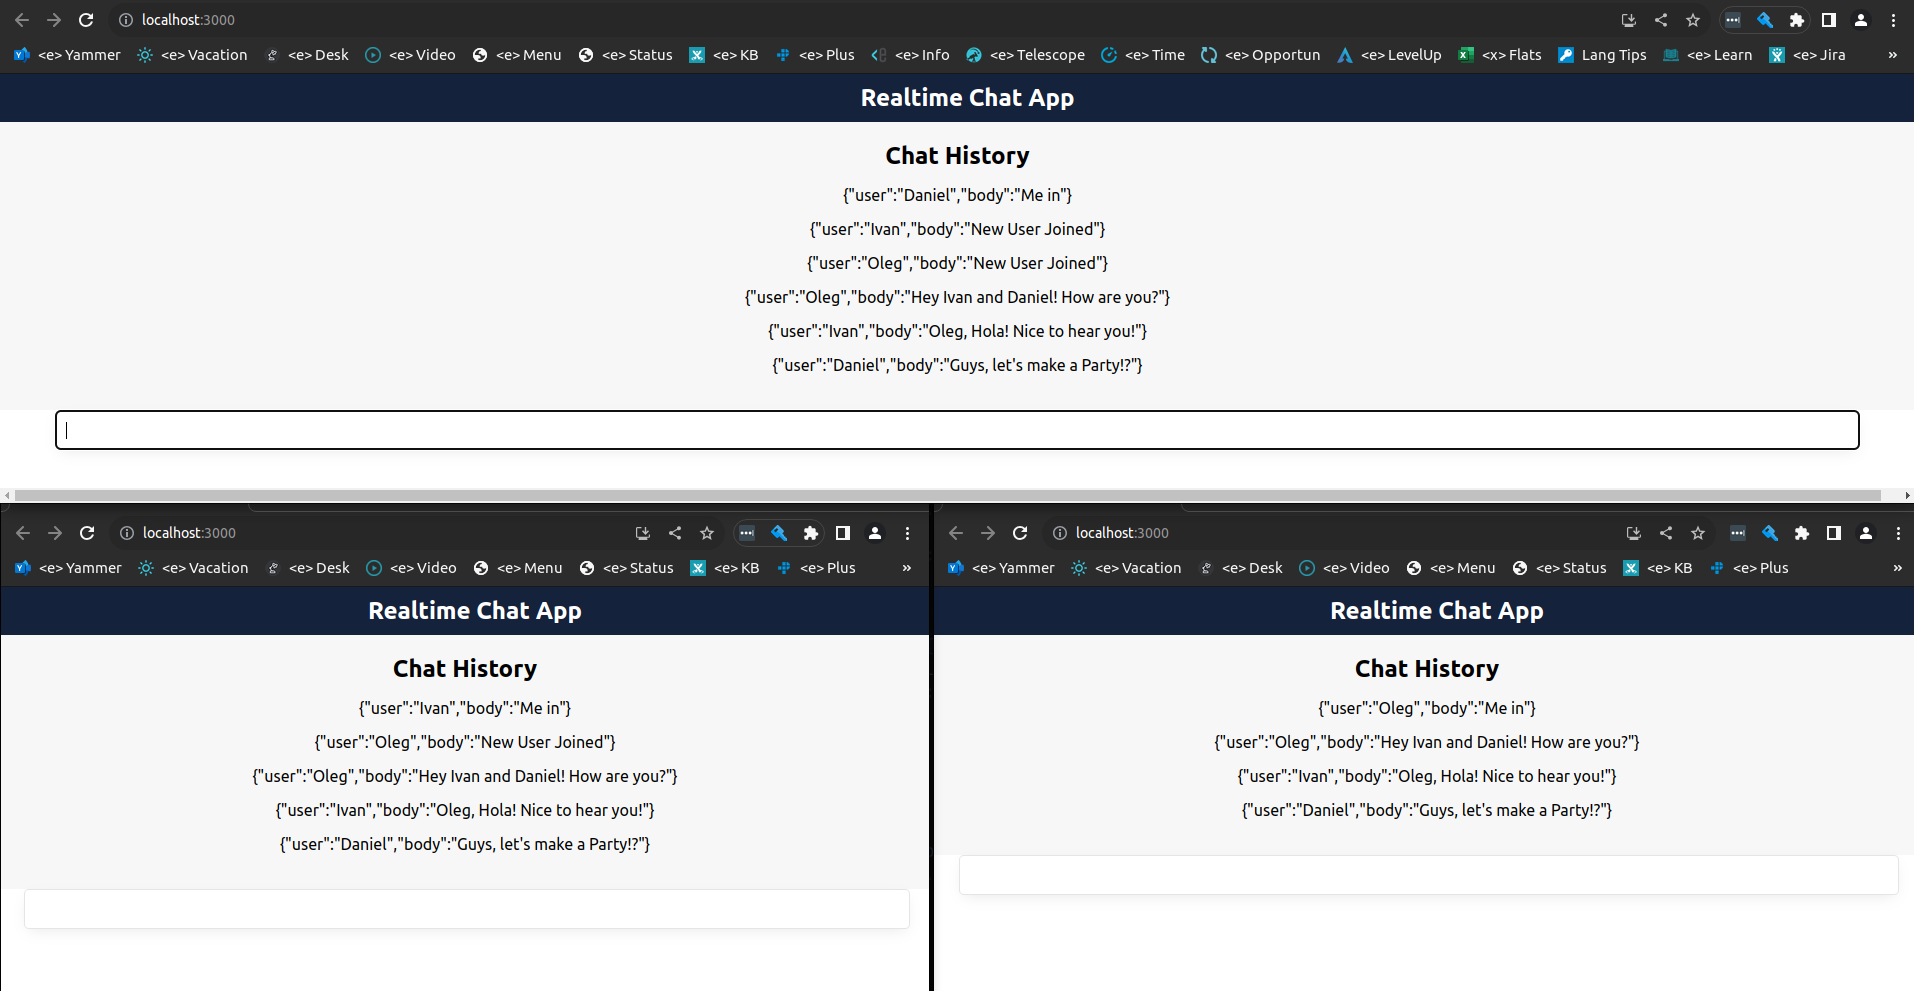 localhost:3000
<e> Yammer <e> Vacation <e> Desk <e> Video <e> Menu <e> Status <e> KB <e> Plus <e> Info <e> Telescope <e> Time <e> Opportun <e> LevelUp <x> Flats Lang Tips <e> Learn <e> Jira »
Realtime Chat App
Chat History
{"user":"Daniel","body":"Me in"}
{"user":"Ivan","body":"New User Joined"}
{"user":"Oleg","body":"New User Joined"}
{"user":"Oleg","body":"Hey Ivan and Daniel! How are you?"}
{"user":"Ivan","body":"Oleg, Hola! Nice to hear you!"}
{"user":"Daniel","body":"Guys, let's make a Party!?"}
localhost:3000
<e> Yammer <e> Vacation <e> Desk <e> Video <e> Menu <e> Status <e> KB <e> Plus »
Realtime Chat App
Chat History
{"user":"Ivan","body":"Me in"}
{"user":"Oleg","body":"New User Joined"}
{"user":"Oleg","body":"Hey Ivan and Daniel! How are you?"}
{"user":"Ivan","body":"Oleg, Hola! Nice to hear you!"}
{"user":"Daniel","body":"Guys, let's make a Party!?"}
localhost:3000
<e> Yammer <e> Vacation <e> Desk <e> Video <e> Menu <e> Status <e> KB <e> Plus »
Realtime Chat App
Chat History
{"user":"Oleg","body":"Me in"}
{"user":"Oleg","body":"Hey Ivan and Daniel! How are you?"}
{"user":"Ivan","body":"Oleg, Hola! Nice to hear you!"}
{"user":"Daniel","body":"Guys, let's make a Party!?"}